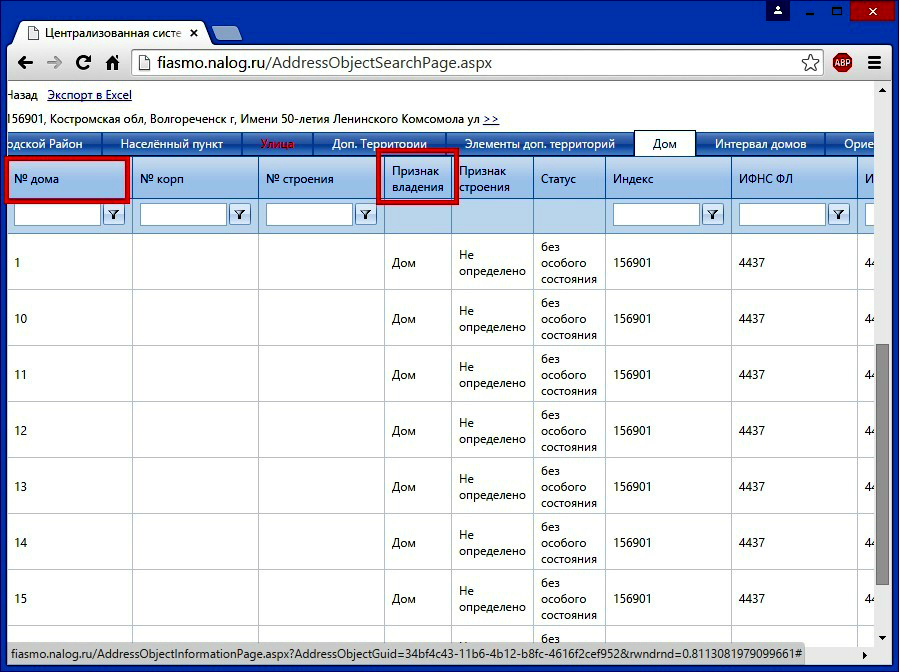 Централизованная систе
fiasmo.nalog.ru/AddressObjectSearchPage.aspx
ABP
Назад Экспорт в Excel
156901, Костромская обл, Волгореченск г, Имени 50-летия Ленинского Комсомола ул >>
одской Район Населённый пункт Улица Доп. Территории Элементы доп. территорий Дом Интервал домов Орие
№ дома № корп № строения Признак владения Признак строения Статус Индекс ИФНС ФЛ И
1 Дом Не определено без особого состояния 156901 4437 44
10 Дом Не определено без особого состояния 156901 4437 44
11 Дом Не определено без особого состояния 156901 4437 44
12 Дом Не определено без особого состояния 156901 4437 44
13 Дом Не определено без особого состояния 156901 4437 44
14 Дом Не определено без особого состояния 156901 4437 44
15 Дом Не определено без особого состояния 156901 4437 44
Не без
fiasmo.nalog.ru/AddressObjectInformationPage.aspx?AddressObjectGuid=34bf4c43-11b6-4b12-b8fc-4616f2cef952&rwndrnd=0.8113081979099661#